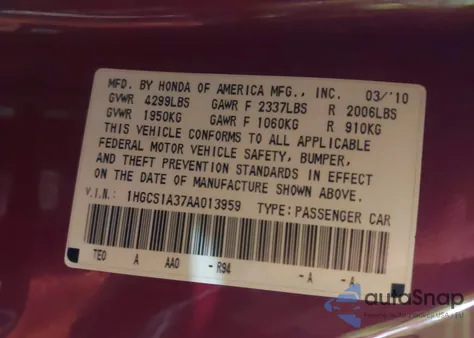 MFD. BY HONDA OF AMERICA MFG., INC. 03/'10
GVWR 4299LBS GAWR F 2337LBS R 2006LBS
GVWR 1950KG GAWR F 1060KG R 910KG
THIS VEHICLE CONFORMS TO ALL APPLICABLE
FEDERAL MOTOR VEHICLE SAFETY, BUMPER,
AND THEFT PREVENTION STANDARDS IN EFFECT
ON THE DATE OF MANUFACTURE SHOWN ABOVE.
V.I.N.: 1HGCS1A37AA013959 TYPE:PASSENGER CAR
TE0 A AA0 - R94 -A -A
autoSnap